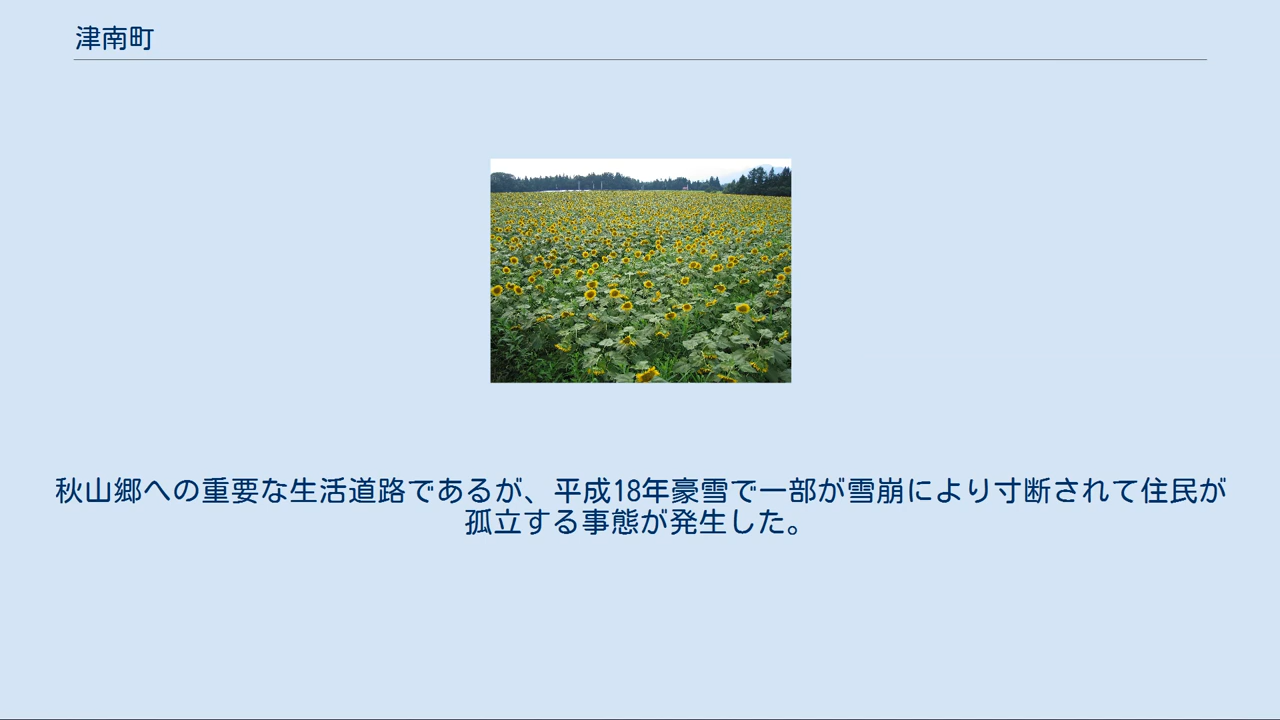 津南町
秋山郷への重要な生活道路であるが、平成18年豪雪で一部が雪崩により寸断されて住民が
孤立する事態が発生した。